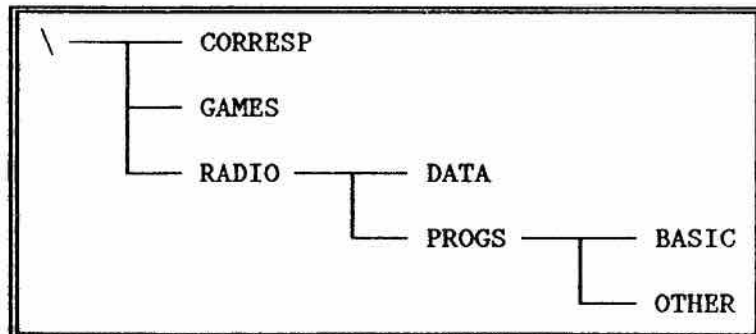 \ CORRESP
GAMES
RADIO DATA
PROGS BASIC
OTHER